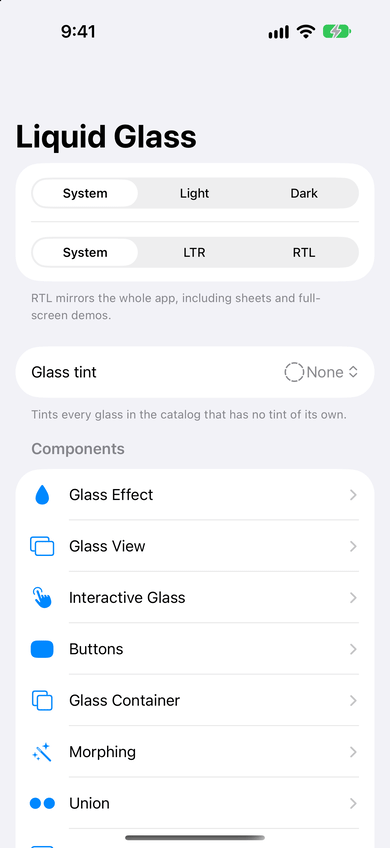 9:41
Liquid Glass
System Light Dark
System LTR RTL
RTL mirrors the whole app, including sheets and full-
screen demos.
Glass tint None
Tints every glass in the catalog that has no tint of its own.
Components
Glass Effect
Glass View
Interactive Glass
Buttons
Glass Container
Morphing
Union